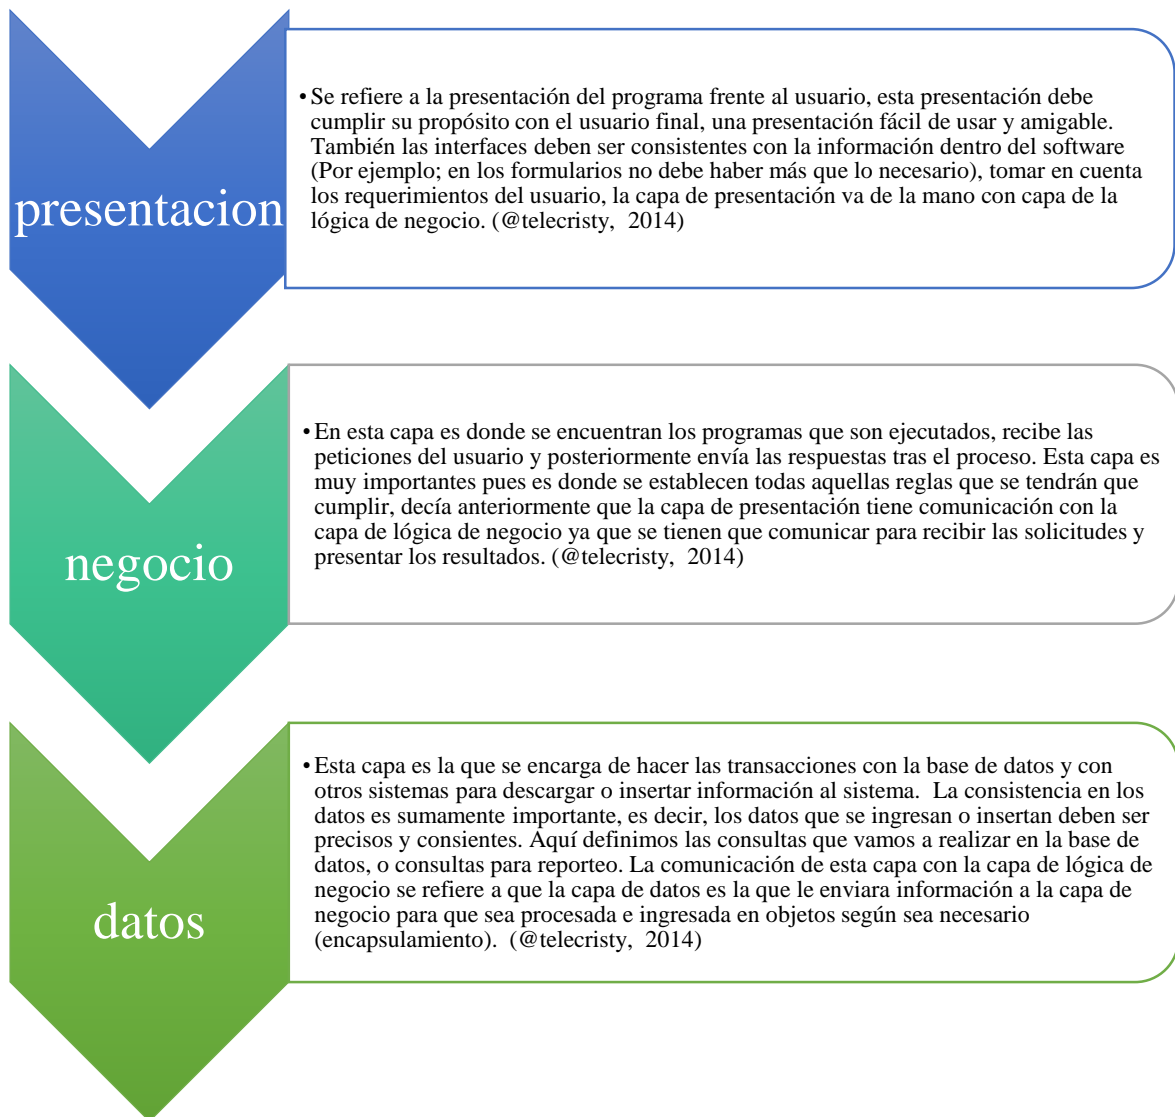 presentacion
• Se refiere a la presentación del programa frente al usuario, esta presentación debe
cumplir su propósito con el usuario final, una presentación fácil de usar y amigable.
También las interfaces deben ser consistentes con la información dentro del software
(Por ejemplo; en los formularios no debe haber más que lo necesario), tomar en cuenta
los requerimientos del usuario, la capa de presentación va de la mano con capa de la
lógica de negocio. (@telecristy, 2014)
negocio
• En esta capa es donde se encuentran los programas que son ejecutados, recibe las
peticiones del usuario y posteriormente envía las respuestas tras el proceso. Esta capa es
muy importantes pues es donde se establecen todas aquellas reglas que se tendrán que
cumplir, decía anteriormente que la capa de presentación tiene comunicación con la
capa de lógica de negocio ya que se tienen que comunicar para recibir las solicitudes y
presentar los resultados. (@telecristy, 2014)
datos
• Esta capa es la que se encarga de hacer las transacciones con la base de datos y con
otros sistemas para descargar o insertar información al sistema. La consistencia en los
datos es sumamente importante, es decir, los datos que se ingresan o insertan deben ser
precisos y consientes. Aquí definimos las consultas que vamos a realizar en la base de
datos, o consultas para reporteo. La comunicación de esta capa con la capa de lógica de
negocio se refiere a que la capa de datos es la que le enviara información a la capa de
negocio para que sea procesada e ingresada en objetos según sea necesario
(encapsulamiento). (@telecristy, 2014)